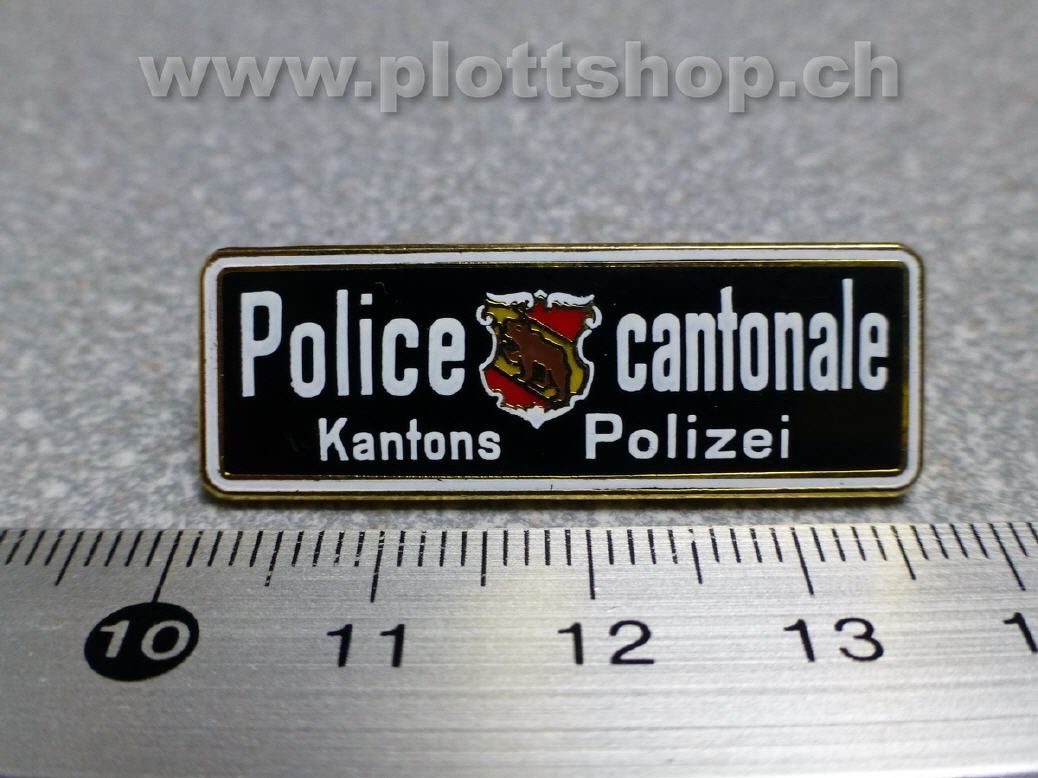 www.plottshop.ch
Police cantonale
Kantons Polizei
10 11 12 13